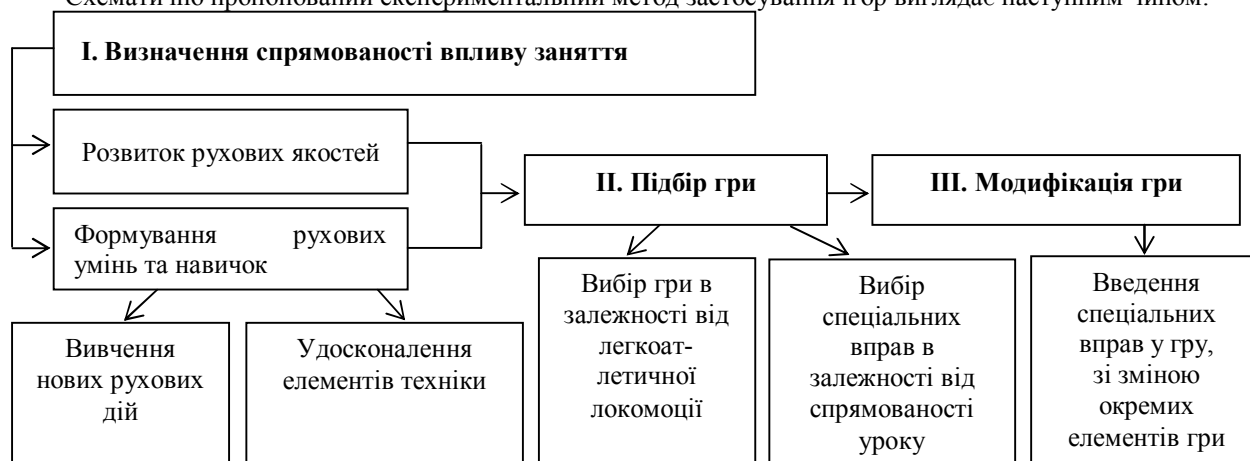 Схематично пропонований експериментальний метод застосування ігор виглядає наступним чином:
І. Визначення спрямованості впливу заняття
Розвиток рухових якостей
Формування рухових
умінь та навичок
ІІ. Підбір гри
ІІІ. Модифікація гри
Вивчення
нових рухових
дій
Удосконалення
елементів техніки
Вибір гри в
залежності від
легкоат-
летичної
локомоції
Вибір
спеціальних
вправ в
залежності від
спрямованості
уроку
Введення
спеціальних
вправ у гру,
зі зміною
окремих
елементів гри